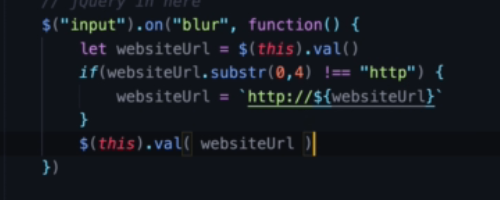 // jquery in here
$("input").on("blur", function() {
let websiteUrl = $(this).val()
if(websiteUrl.substr(0,4) !== "http") {
websiteUrl = `http://${websiteUrl}`
}
$(this).val( websiteUrl )
})